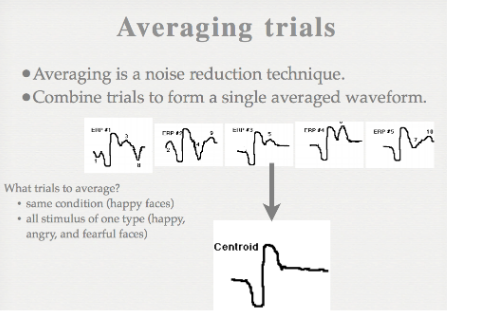 Averaging trials
●Averaging is a noise reduction technique.
●Combine trials to form a single averaged waveform.
ERP #1 ERP #2 ERP #3 ERP #4 ERP #5
What trials to average?
• same condition (happy faces)
• all stimulus of one type (happy,
angry, and fearful faces)
Centroid